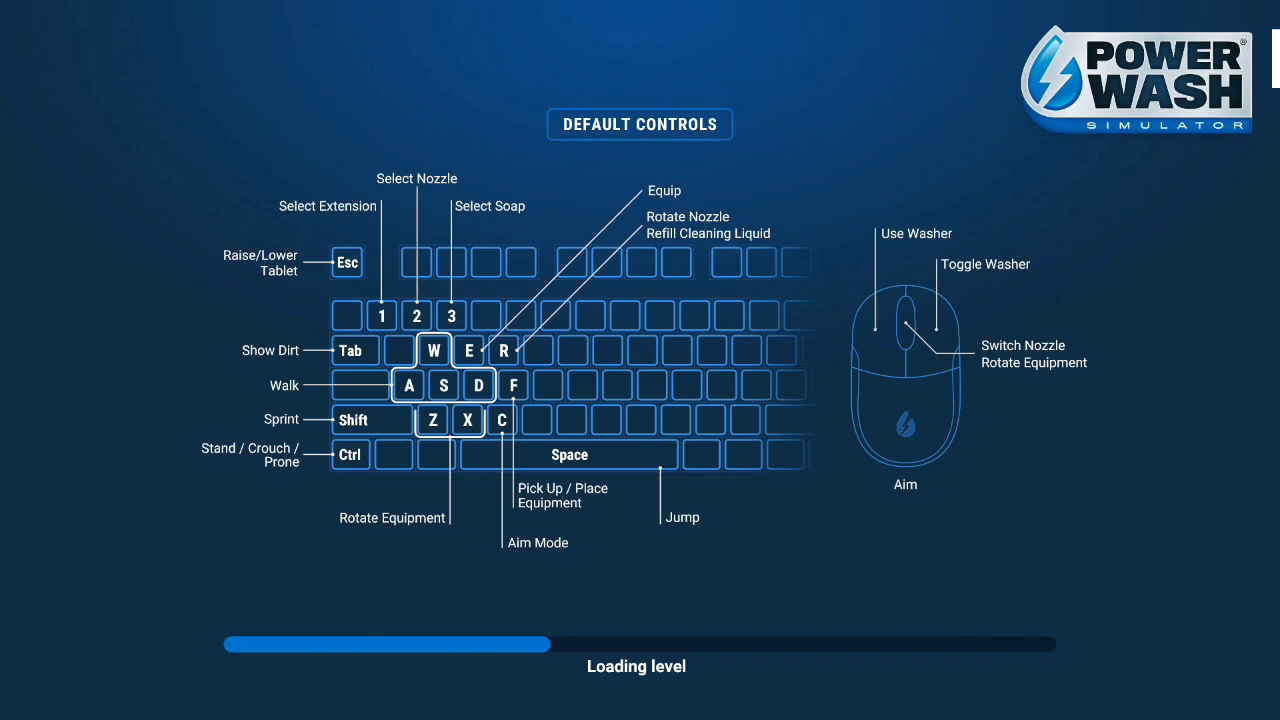 POWER
WASH
SIMULATOR
®
DEFAULT CONTROLS
Select Nozzle
Select Extension
Select Soap
Equip
Rotate Nozzle
Refill Cleaning Liquid
Use Washer
Toggle Washer
Raise/Lower
Tablet
Esc
1 2 3
Show Dirt
Tab W E R
Switch Nozzle
Rotate Equipment
Walk
A S D F
Sprint
Shift Z X C
Stand / Crouch /
Prone
Ctrl Space
Aim
Pick Up / Place
Equipment
Rotate Equipment
Jump
Aim Mode
Loading level